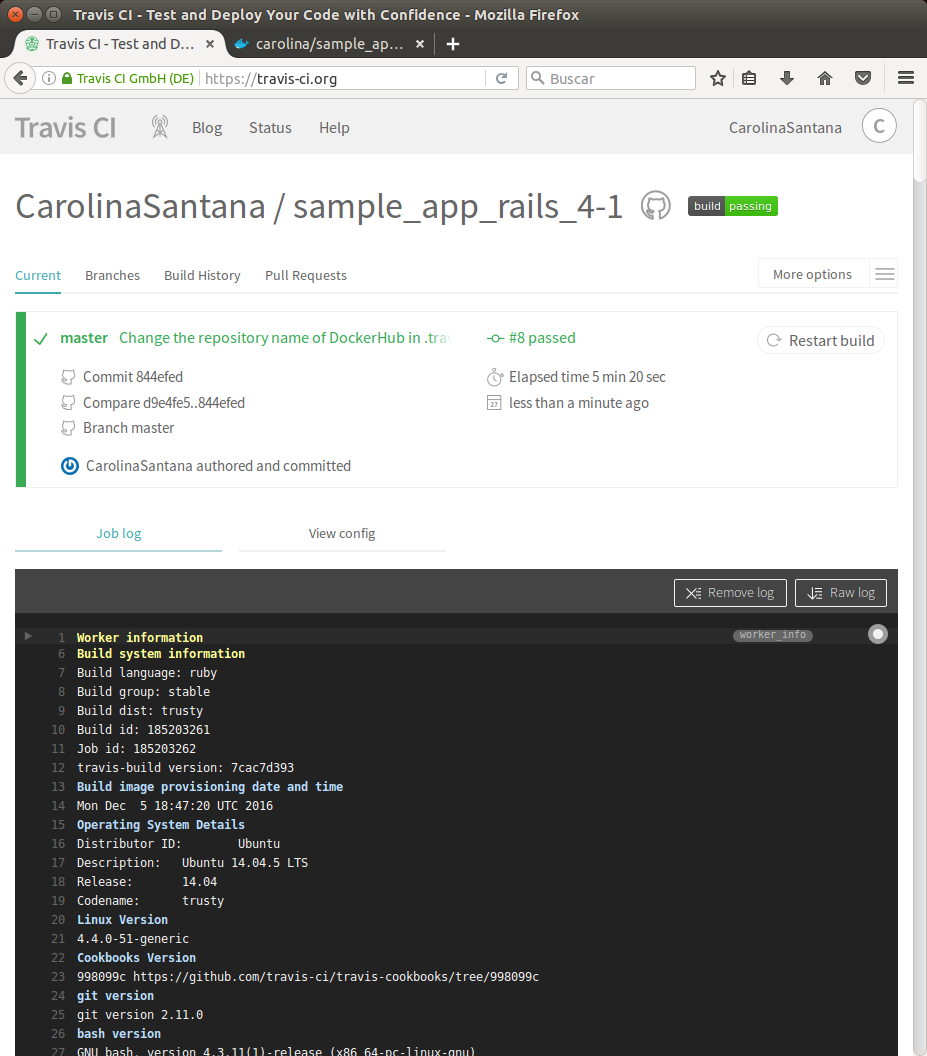 Travis CI - Test and Deploy Your Code with Confidence - Mozilla Firefox
Travis CI - Test and D... × carolina/sample_ap... × +
Travis CI GmbH (DE) https://travis-ci.org Buscar
Travis CI Blog Status Help CarolinaSantana C
CarolinaSantana / sample_app_rails_4-1 build passing
Current Branches Build History Pull Requests More options
master Change the repository name of DockerHub in .trav #8 passed Restart build
Commit 844efed Elapsed time 5 min 20 sec
Compare d9e4fe5..844efed 27 less than a minute ago
Branch master
CarolinaSantana authored and committed
Job log View config
Remove log Raw log
1 Worker information worker_info
6 Build system information
7 Build language: ruby
8 Build group: stable
9 Build dist: trusty
10 Build id: 185203261
11 Job id: 185203262
12 travis-build version: 7cac7d393
13 Build image provisioning date and time
14 Mon Dec  5 18:47:20 UTC 2016
15 Operating System Details
16 Distributor ID: Ubuntu
17 Description: Ubuntu 14.04.5 LTS
18 Release: 14.04
19 Codename: trusty
20 Linux Version
21 4.4.0-51-generic
22 Cookbooks Version
23 998099c https://github.com/travis-ci/travis-cookbooks/tree/998099c
24 git version
25 git version 2.11.0
26 bash version
27 GNU bash, version 4.3.11(1)-release (x86_64-pc-linux-gnu)